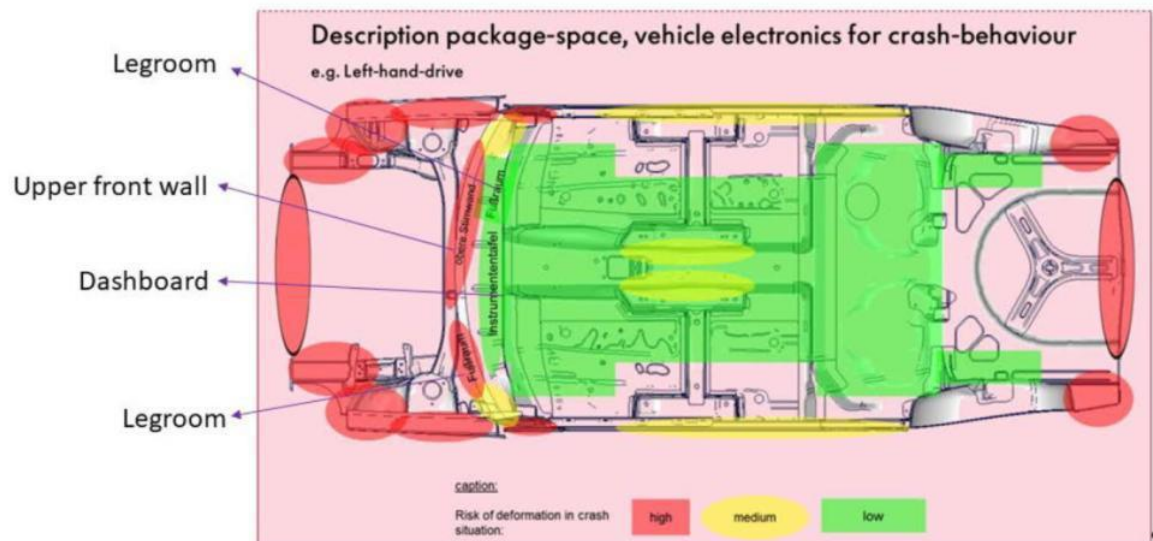 Description package-space, vehicle electronics for crash-behaviour
e.g. Left-hand-drive
Legroom
Upper front wall
Dashboard
Legroom
obere Stirnwand
Fußraum
Instrumententafel
Fußraum
caption:
Risk of deformation in crash
situation:
high
medium
low